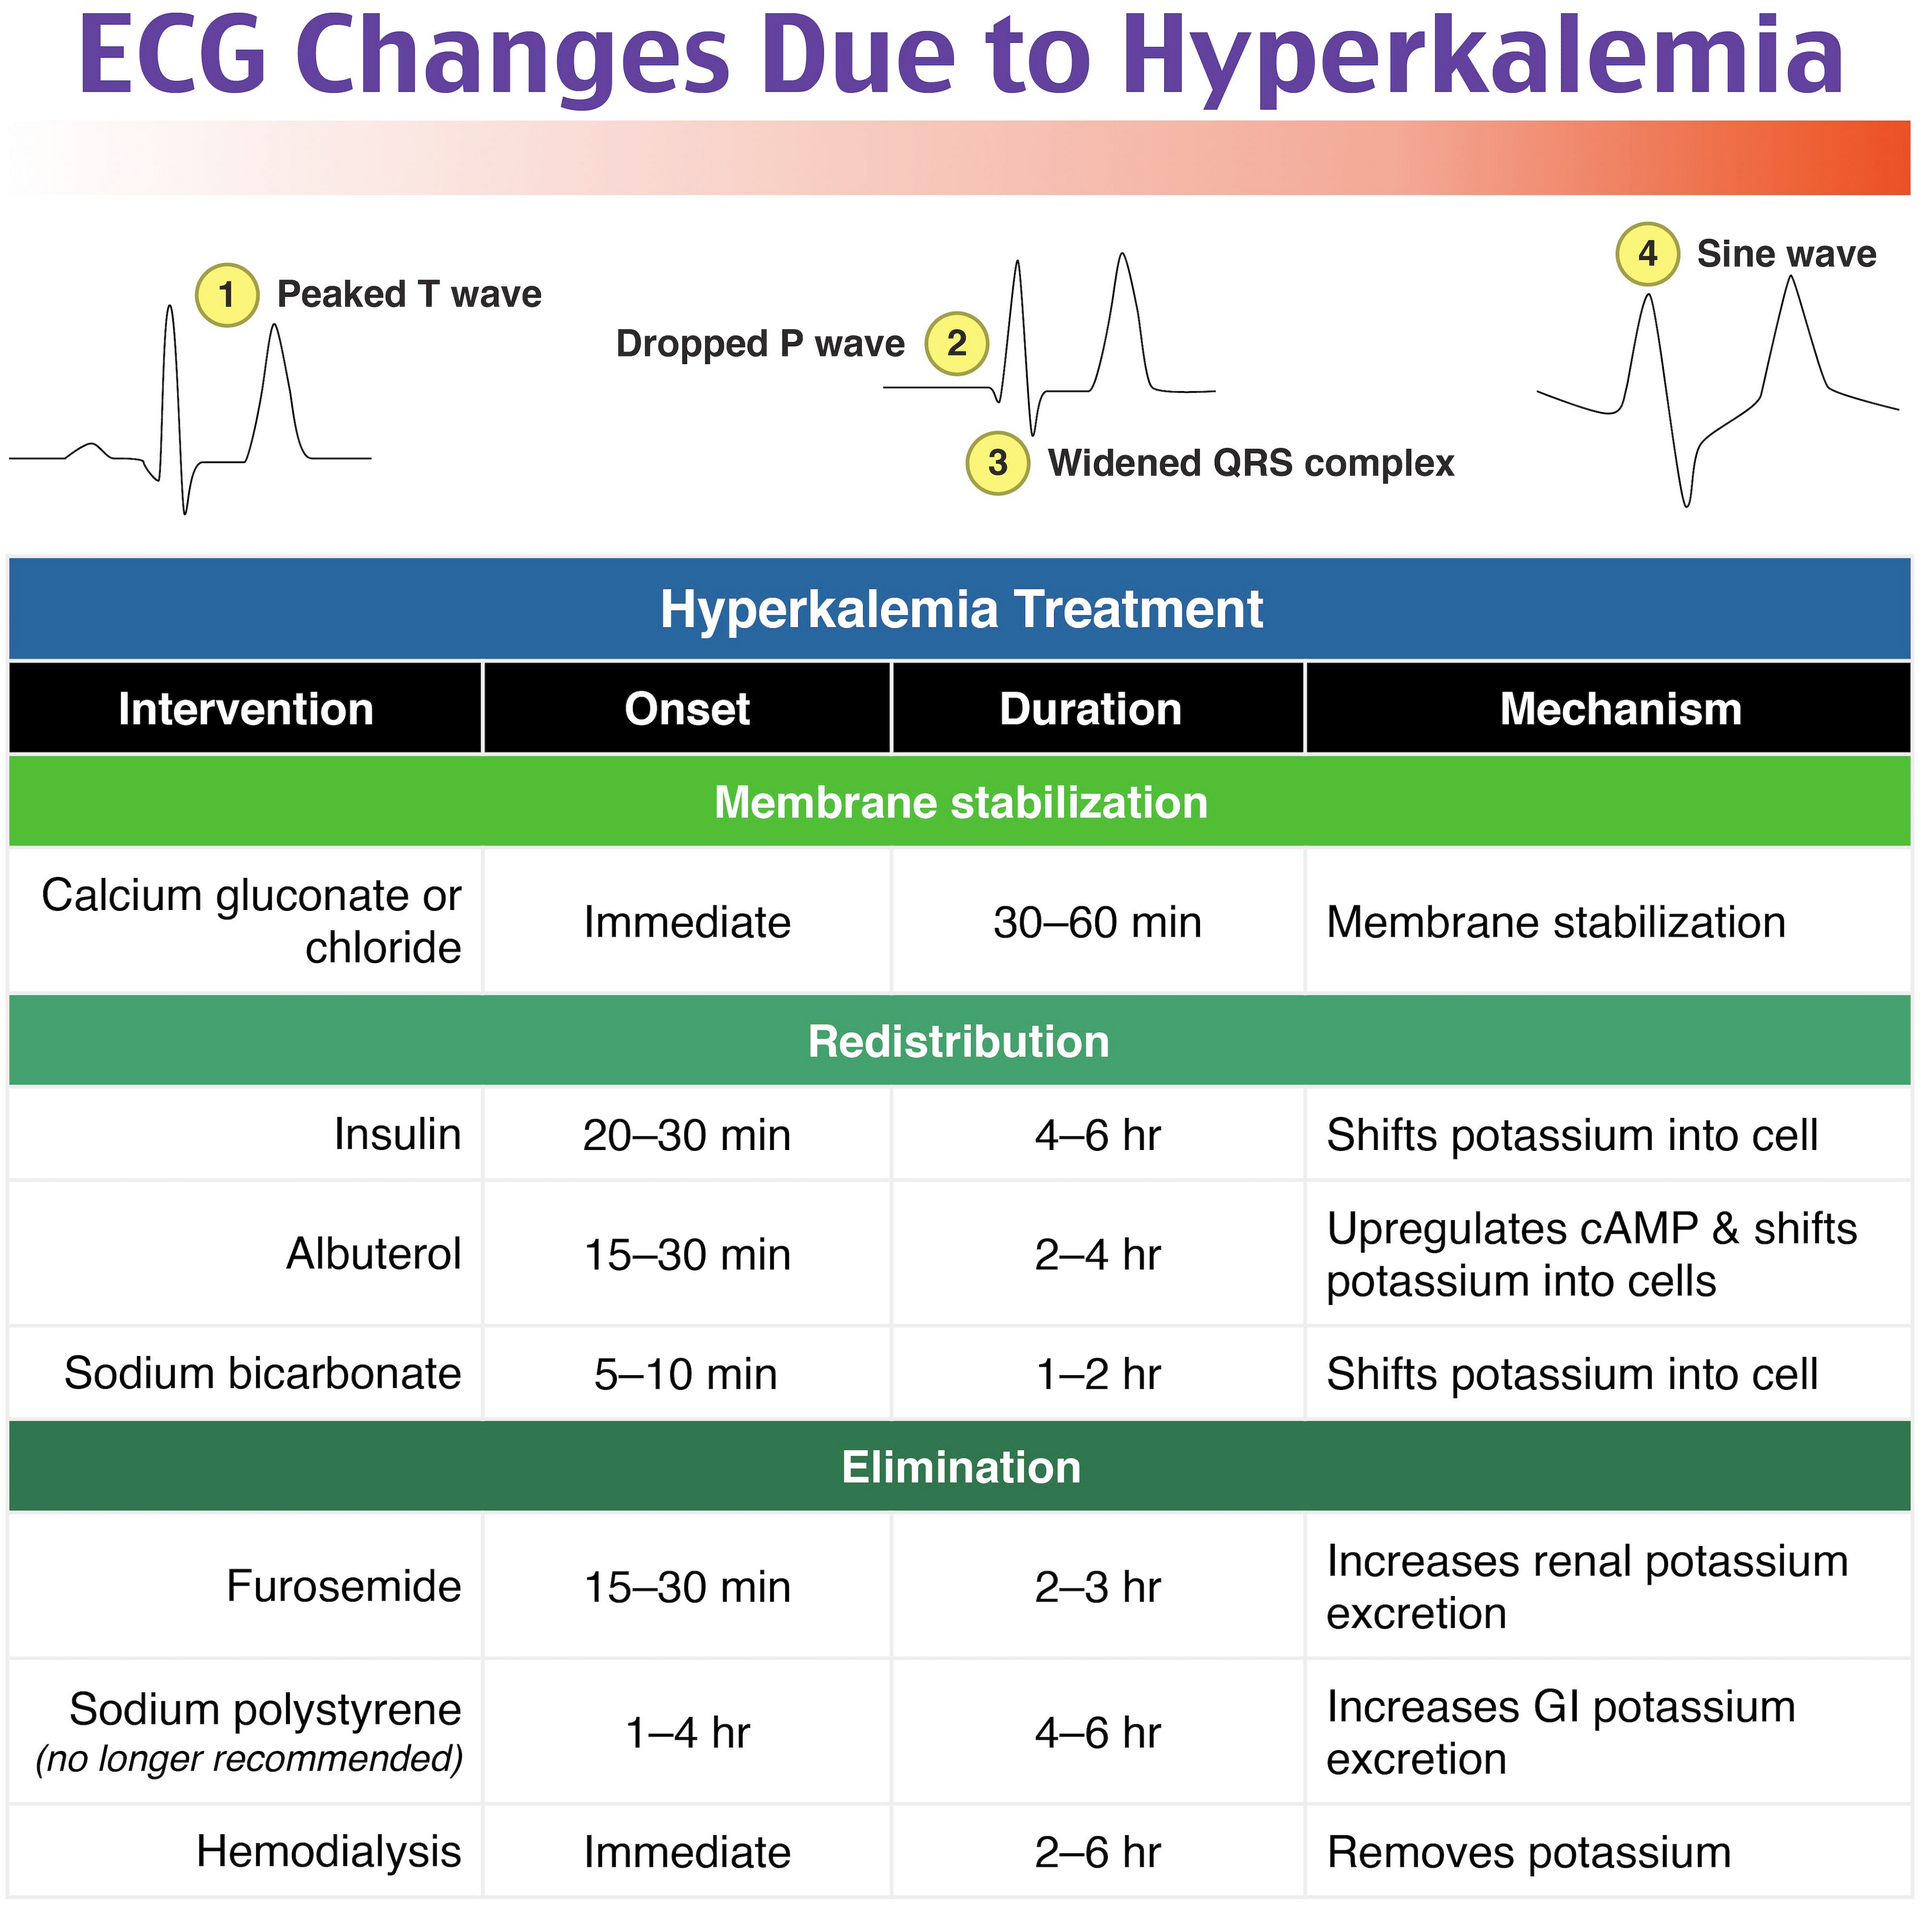 ECG Changes Due to Hyperkalemia
1 Peaked T wave
Dropped P wave 2
3 Widened QRS complex
4 Sine wave
Hyperkalemia Treatment
Intervention Onset Duration Mechanism
Membrane stabilization
Calcium gluconate or
chloride
Immediate
30–60 min
Membrane stabilization
Redistribution
Insulin 20–30 min 4–6 hr Shifts potassium into cell
Albuterol
15–30 min
2–4 hr
Upregulates cAMP & shifts
potassium into cells
Sodium bicarbonate 5–10 min 1–2 hr Shifts potassium into cell
Elimination
Furosemide
15–30 min
2–3 hr
Increases renal potassium
excretion
Sodium polystyrene
(no longer recommended)
1–4 hr
4–6 hr
Increases GI potassium
excretion
Hemodialysis Immediate 2–6 hr Removes potassium